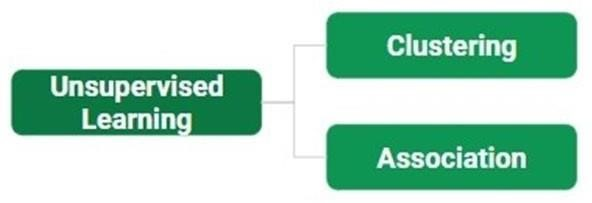 Unsupervised
Learning
Clustering
Association